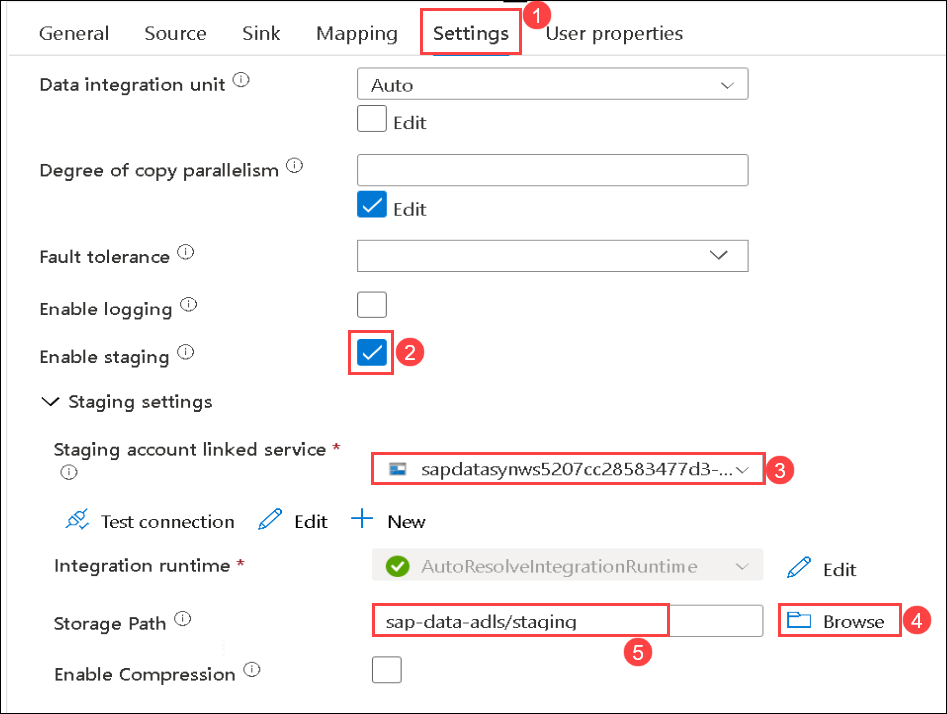 General Source Sink Mapping Settings 1 User properties
Data integration unit
Auto
Edit
Degree of copy parallelism
Edit
Fault tolerance
Enable logging
Enable staging
2
Staging settings
Staging account linked service *
sapdatasynws5207cc28583477d3-...
3
Test connection Edit New
Integration runtime *
AutoResolveIntegrationRuntime
Edit
Storage Path
sap-data-adls/staging
Browse 4
5
Enable Compression